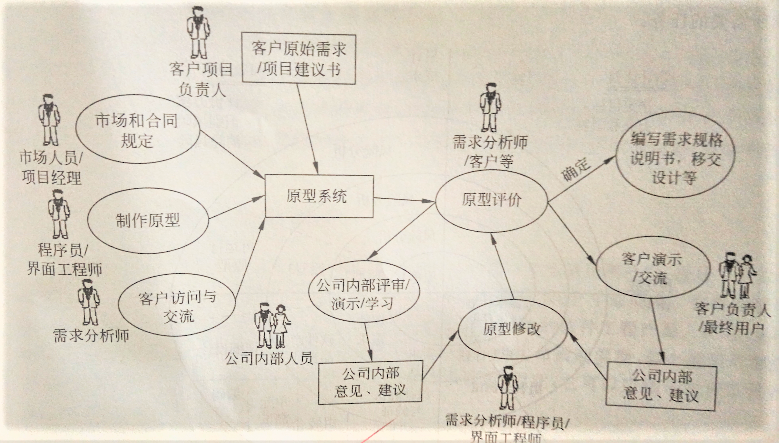 客户项目
负责人
客户原始需求
/项目建议书
市场和合同
规定
市场人员/
项目经理
需求分析师
/客户等
编写需求规格
说明书，移交
设计等
确定
原型系统
原型评价
制作原型
程序员/
界面工程师
客户访问与
交流
需求分析师
公司内部人员
公司内部评审/
演示/学习
客户演示
/交流
客户负责人
/最终用户
原型修改
公司内部
意见、建议
公司内部
意见、建议
需求分析师/程序员/
界面工程师